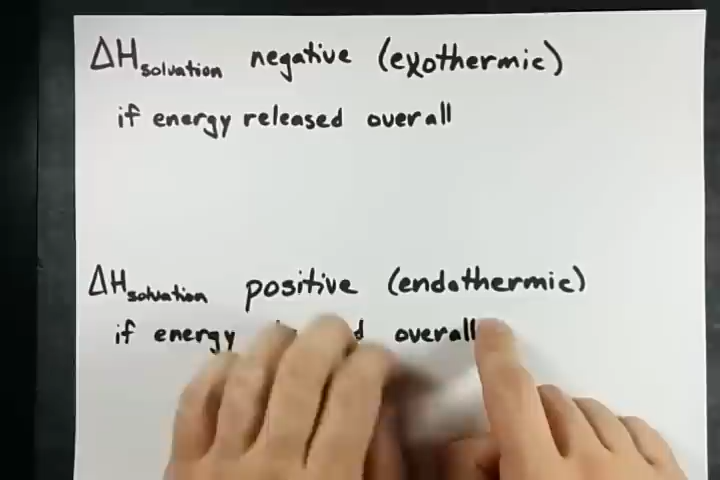 ΔHsolvation negative (exothermic)
if energy released overall
ΔHsolvation positive (endothermic)
if energy overall